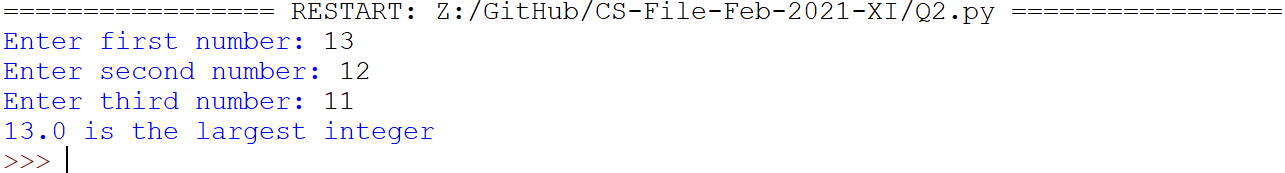 ================= RESTART: Z:/GitHub/CS-File-Feb-2021-XI/Q2.py =================
Enter first number: 13
Enter second number: 12
Enter third number: 11
13.0 is the largest integer
>>>